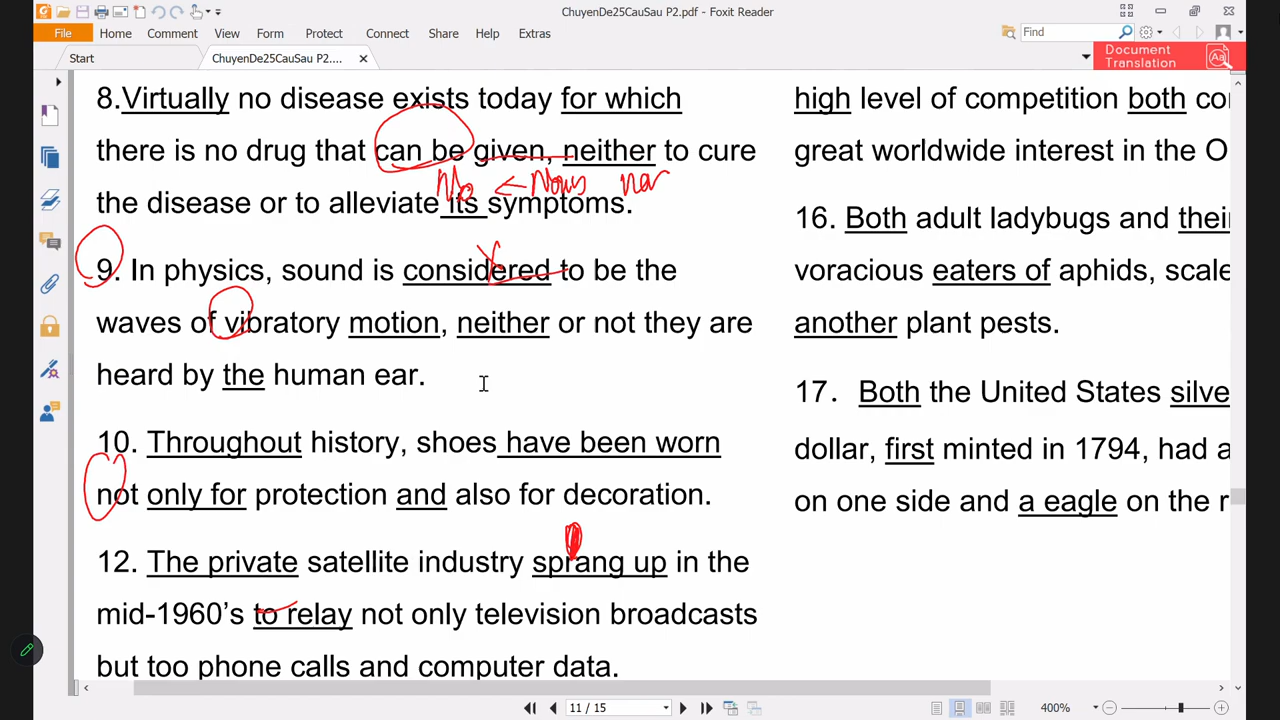 ChuyenDe25CauSau P2.pdf - Foxit Reader
File Home Comment View Form Protect Connect Share Help Extras
Find
Start
ChuyenDe25CauSau P2....
Document
Translation
8.Virtually no disease exists today for which
there is no drug that can be given, neither to cure
No nor
the disease or to alleviate its symptoms.
9. In physics, sound is considered to be the
waves of vibratory motion, neither or not they are
heard by the human ear.
10. Throughout history, shoes have been worn
not only for protection and also for decoration.
12. The private satellite industry sprang up in the
mid-1960’s to relay not only television broadcasts
but too phone calls and computer data.
high level of competition both
great worldwide interest in the O
16. Both adult ladybugs and
voracious eaters of aphids,
another plant pests.
17. Both the United States
dollar, first minted in 1794, had a
on one side and a eagle on the
11 / 15
400%